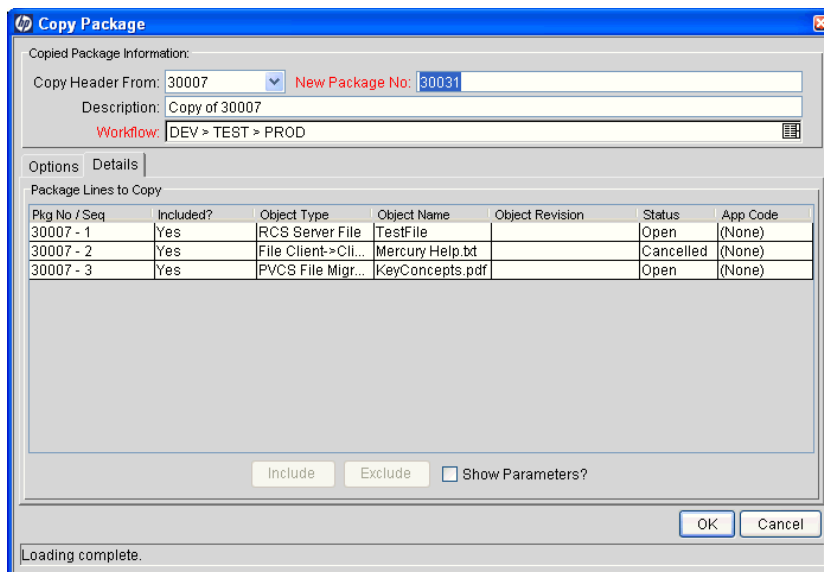 hp Copy Package
Copied Package Information:
Copy Header From: 30007 New Package No: 30031
Description: Copy of 30007
Workflow: DEV > TEST > PROD
Options Details
Package Lines to Copy
Pkg No / Seq Included? Object Type Object Name Object Revision Status App Code
30007 - 1 Yes RCS Server File TestFile Open (None)
30007 - 2 Yes File Client->Cli... Mercury Help.txt Cancelled (None)
30007 - 3 Yes PVCS File Migr... KeyConcepts.pdf Open (None)
Include Exclude Show Parameters?
OK Cancel
Loading complete.